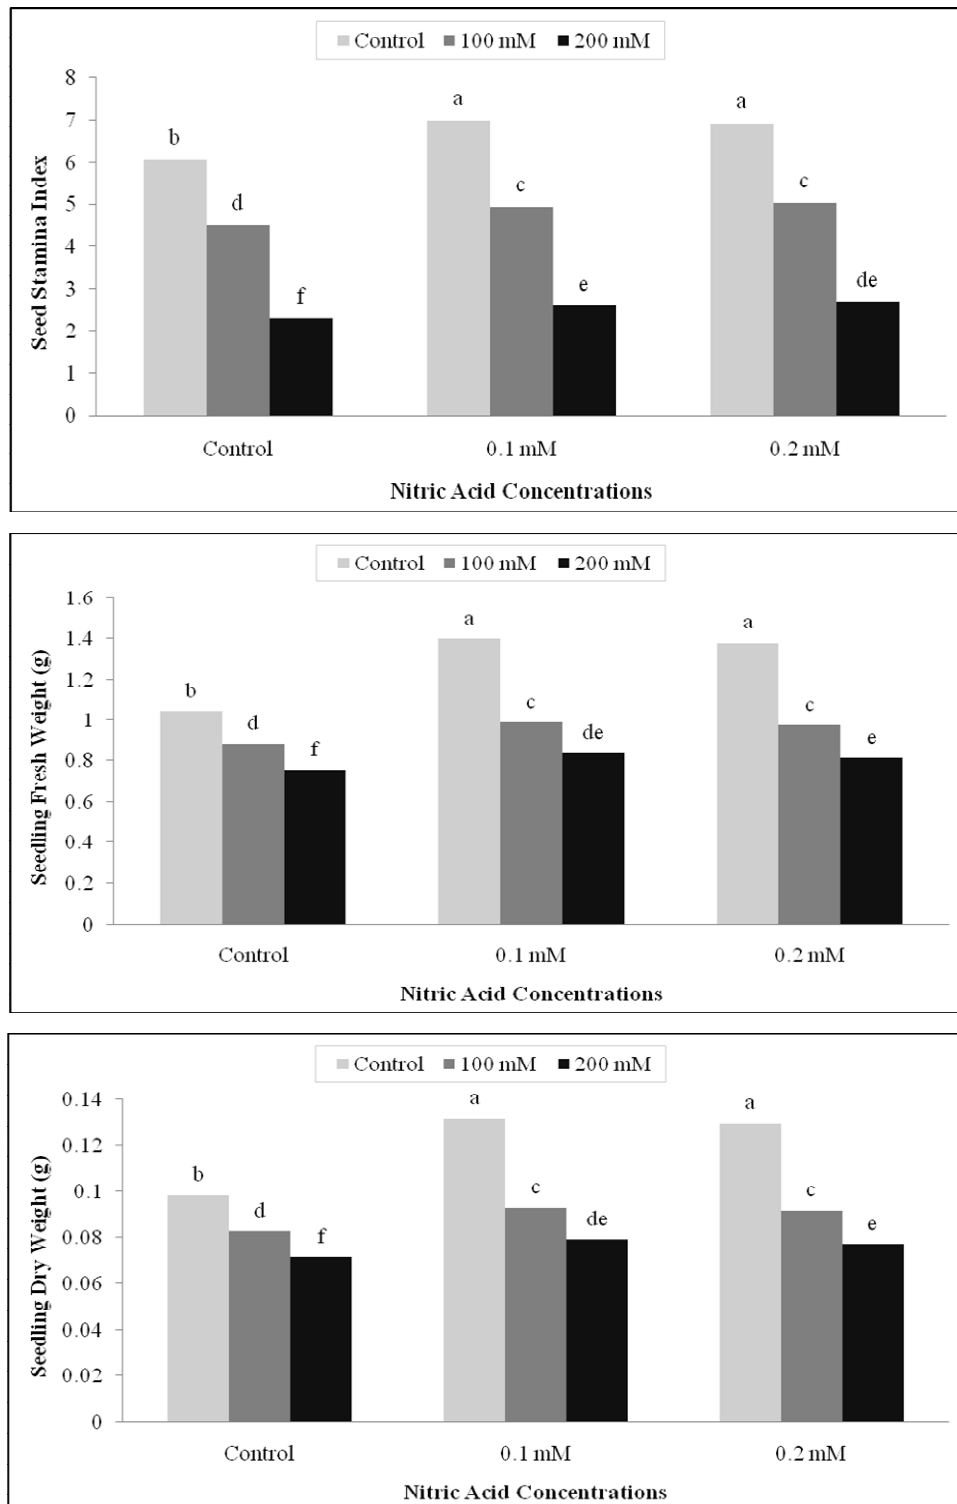 Control 100 mM 200 mM
8
7
6
5
4
3
2
1
0
Seed Stamina Index
b d f
a c e
a c de
Control 0.1 mM 0.2 mM
Nitric Acid Concentrations
Control 100 mM 200 mM
1.6
1.4
1.2
1
0.8
0.6
0.4
0.2
0
Seedling Fresh Weight (g)
b d f
a c de
a c e
Control 0.1 mM 0.2 mM
Nitric Acid Concentrations
Control 100 mM 200 mM
0.14
0.12
0.1
0.08
0.06
0.04
0.02
0
Seedling Dry Weight (g)
b d f
a c de
a c e
Control 0.1 mM 0.2 mM
Nitric Acid Concentrations